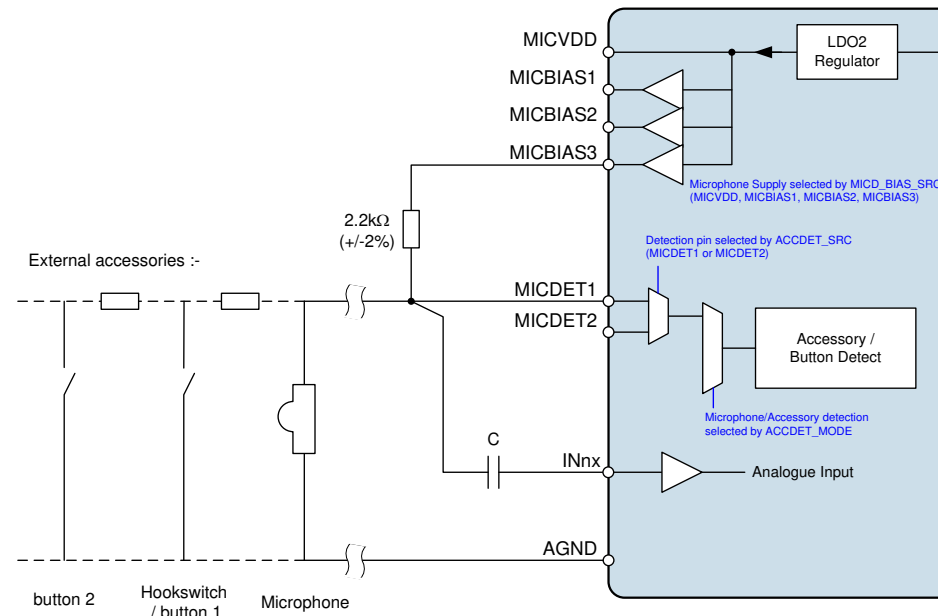 MICVDD
LDO2
Regulator
MICBIAS1
MICBIAS2
MICBIAS3
Microphone Supply selected by MICD_BIAS_SRC
(MICVDD, MICBIAS1, MICBIAS2, MICBIAS3)
2.2kΩ
(+/-2%)
Detection pin selected by ACCDET_SRC
(MICDET1 or MICDET2)
External accessories :-
MICDET1
MICDET2
Accessory /
Button Detect
Microphone/Accessory detection
selected by ACCDET_MODE
C
INnx
Analogue Input
AGND
button 2
Hookswitch
/ button 1
Microphone